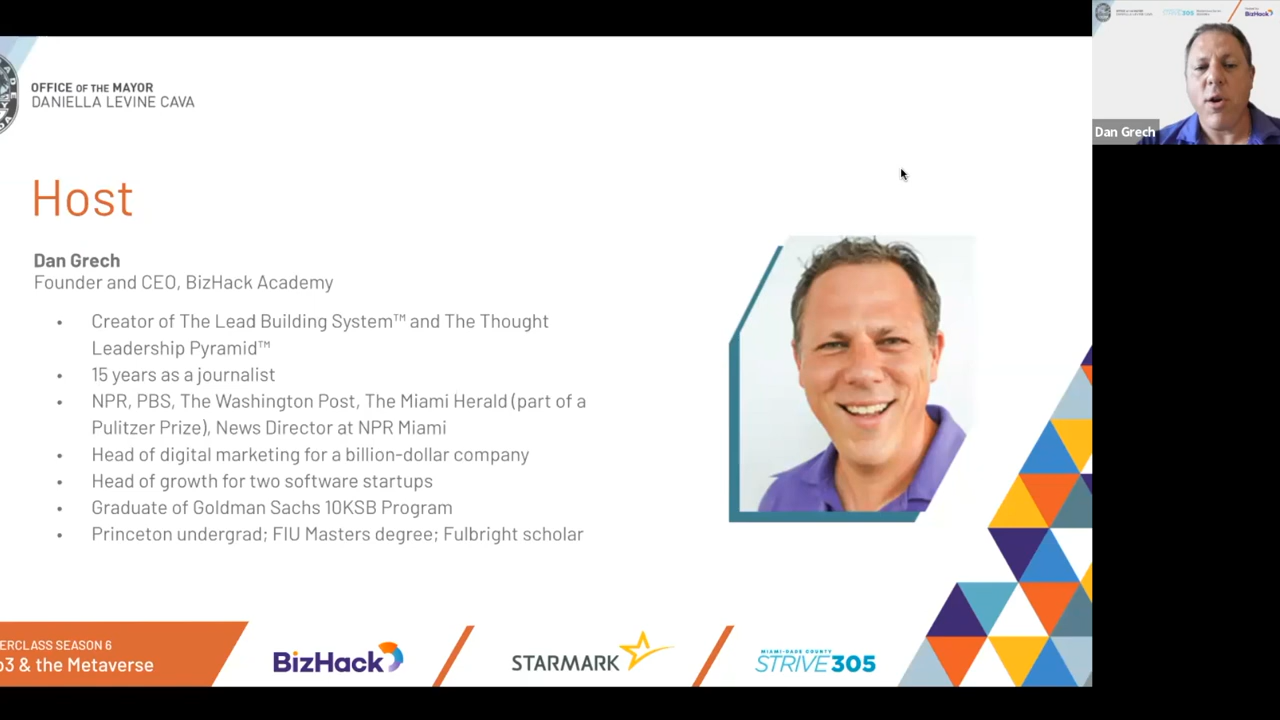 OFFICE OF THE MAYOR
DANIELLA LEVINE CAVA
Host
Dan Grech
Founder and CEO, BizHack Academy
• Creator of The Lead Building System™ and The Thought
Leadership Pyramid™
• 15 years as a journalist
• NPR, PBS, The Washington Post, The Miami Herald (part of a
Pulitzer Prize), News Director at NPR Miami
• Head of digital marketing for a billion-dollar company
• Head of growth for two software startups
• Graduate of Goldman Sachs 10KSB Program
• Princeton undergrad; FIU Masters degree; Fulbright scholar
ERCLASS SEASON 6
3 & the Metaverse
BizHack
STARMARK
MIAMI-DADE COUNTY
STRIVE305
BizHack
Dan Grech